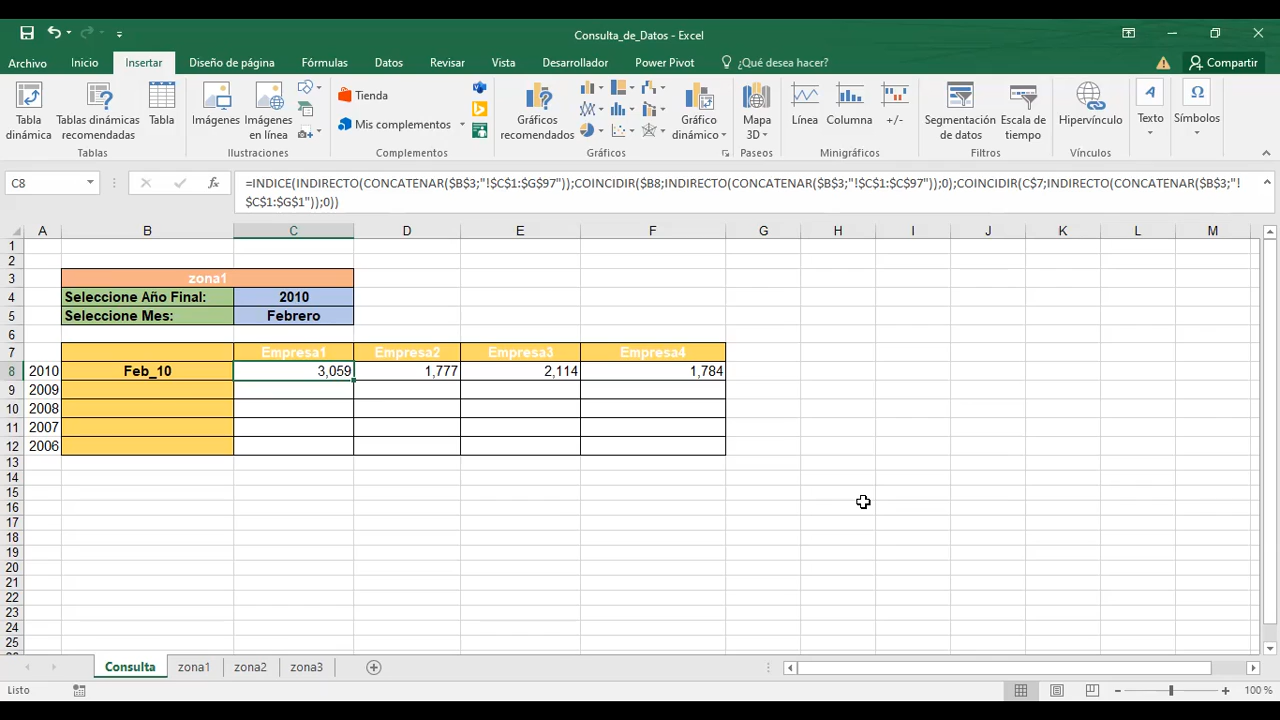 Consulta_de_Datos - Excel
Archivo Inicio Insertar Diseño de página Fórmulas Datos Revisar Vista Desarrollador Power Pivot ¿Qué desea hacer? Compartir
Tabla dinámica
Tablas dinámicas recomendadas
Tabla
Imágenes
Imágenes en línea
Tienda
Mis complementos
Gráficos recomendados
Gráfico dinámico
Mapa 3D
Línea
Columna
+/-
Segmentación de datos
Escala de tiempo
Hipervínculo
Texto
Símbolos
Tablas Ilustraciones Complementos Gráficos Paseos Minigráficos Filtros Vínculos
C8 fx =INDICE(INDIRECTO(CONCATENAR($B$3;"!$C$1:$G$97"));COINCIDIR($B8;INDIRECTO(CONCATENAR($B$3;"!$C$1:$C$97"));0);COINCIDIR(C$7;INDIRECTO(CONCATENAR($B$3;"!
$C$1:$G$1"));0))
A B C D E F G H I J K L M
1
2
3 zona1
4 Seleccione Año Final: 2010
5 Seleccione Mes: Febrero
6
7 Empresa1 Empresa2 Empresa3 Empresa4
8 2010 Feb_10 3,059 1,777 2,114 1,784
9 2009
10 2008
11 2007
12 2006
13
14
15
16
17
18
19
20
21
22
23
24
25
Consulta zona1 zona2 zona3
Listo 100 %